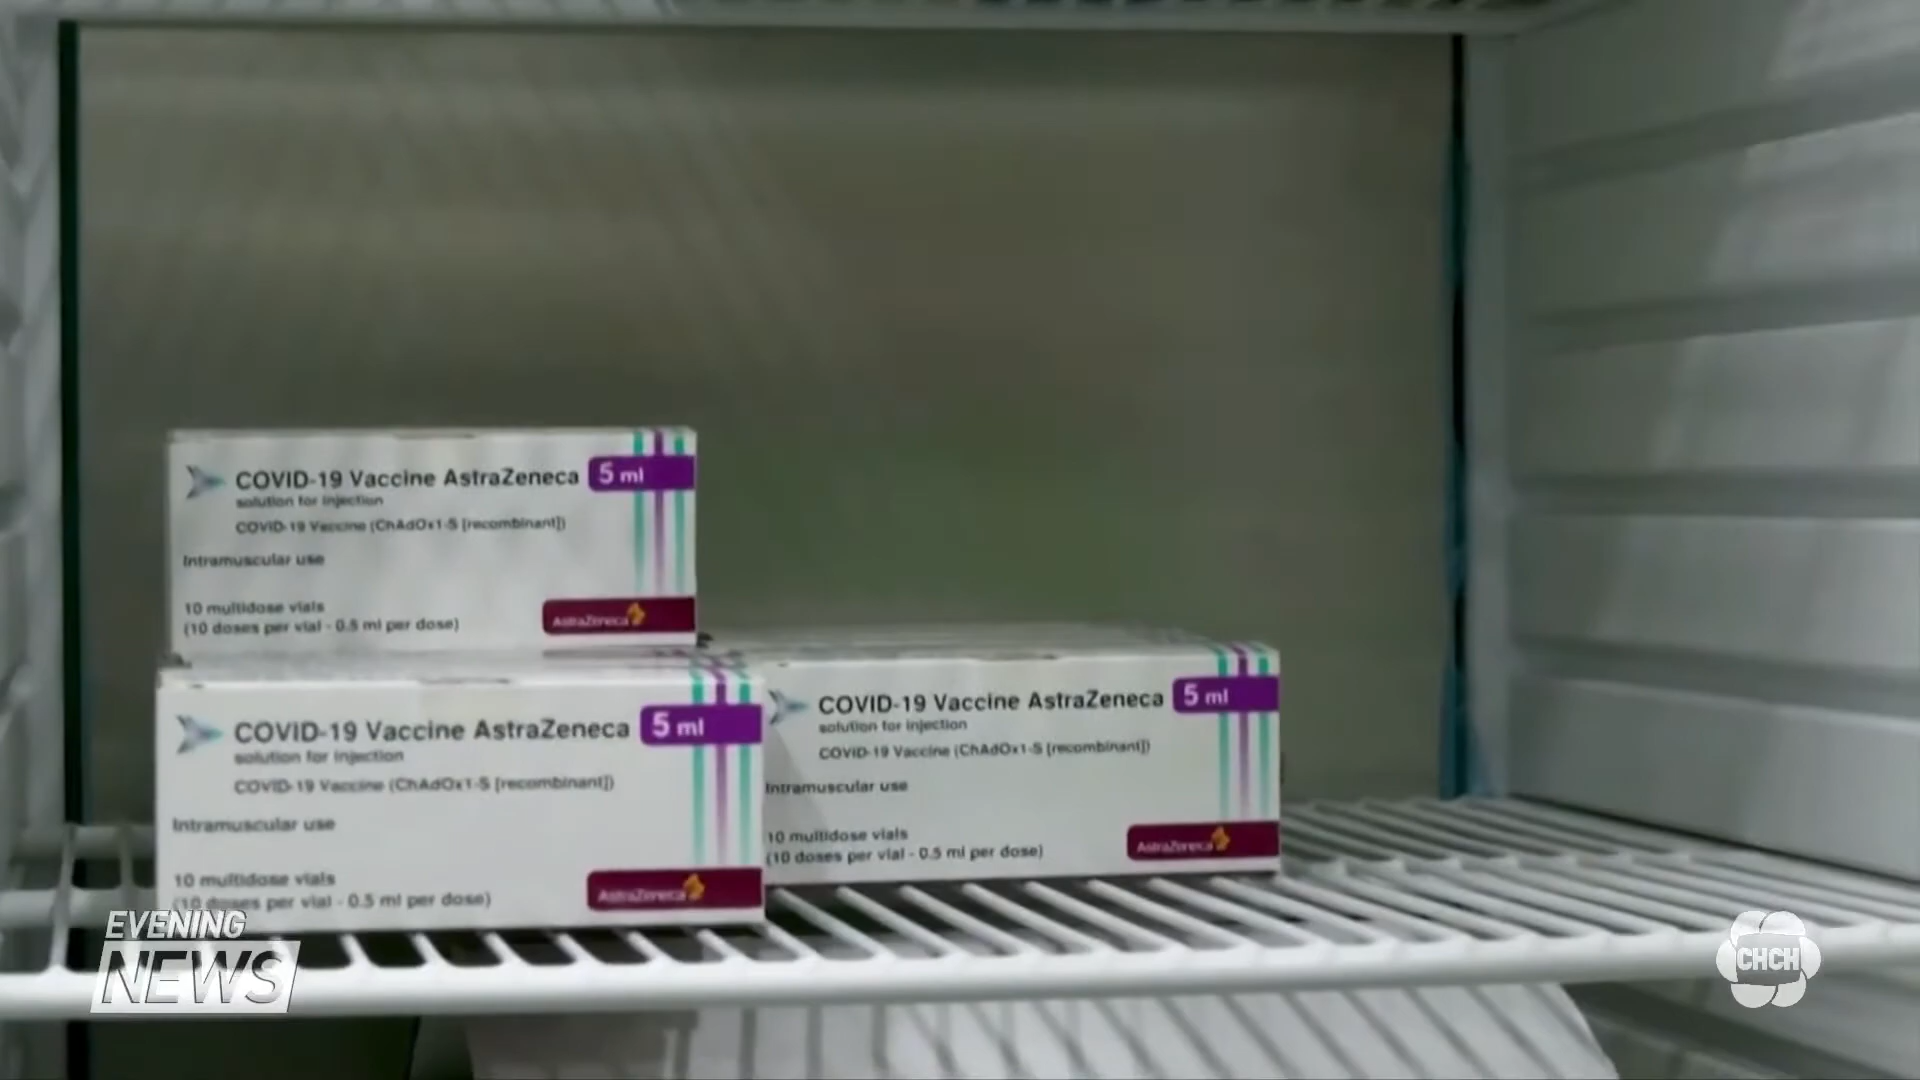 COVID-19 Vaccine AstraZeneca 5 ml
solution for injection
COVID-19 Vaccine (ChAdOx1-S [recombinant])
Intramuscular use
10 multidose vials
(10 doses per vial - 0.5 ml per dose)
AstraZeneca
COVID-19 Vaccine AstraZeneca 5 ml
solution for injection
COVID-19 Vaccine (ChAdOx1-S [recombinant])
Intramuscular use
10 multidose vials
(10 doses per vial - 0.5 ml per dose)
AstraZeneca
COVID-19 Vaccine AstraZeneca 5 ml
solution for injection
COVID-19 Vaccine (ChAdOx1-S [recombinant])
Intramuscular use
10 multidose vials
(10 doses per vial - 0.5 ml per dose)
AstraZeneca
EVENING
NEWS
CHCH